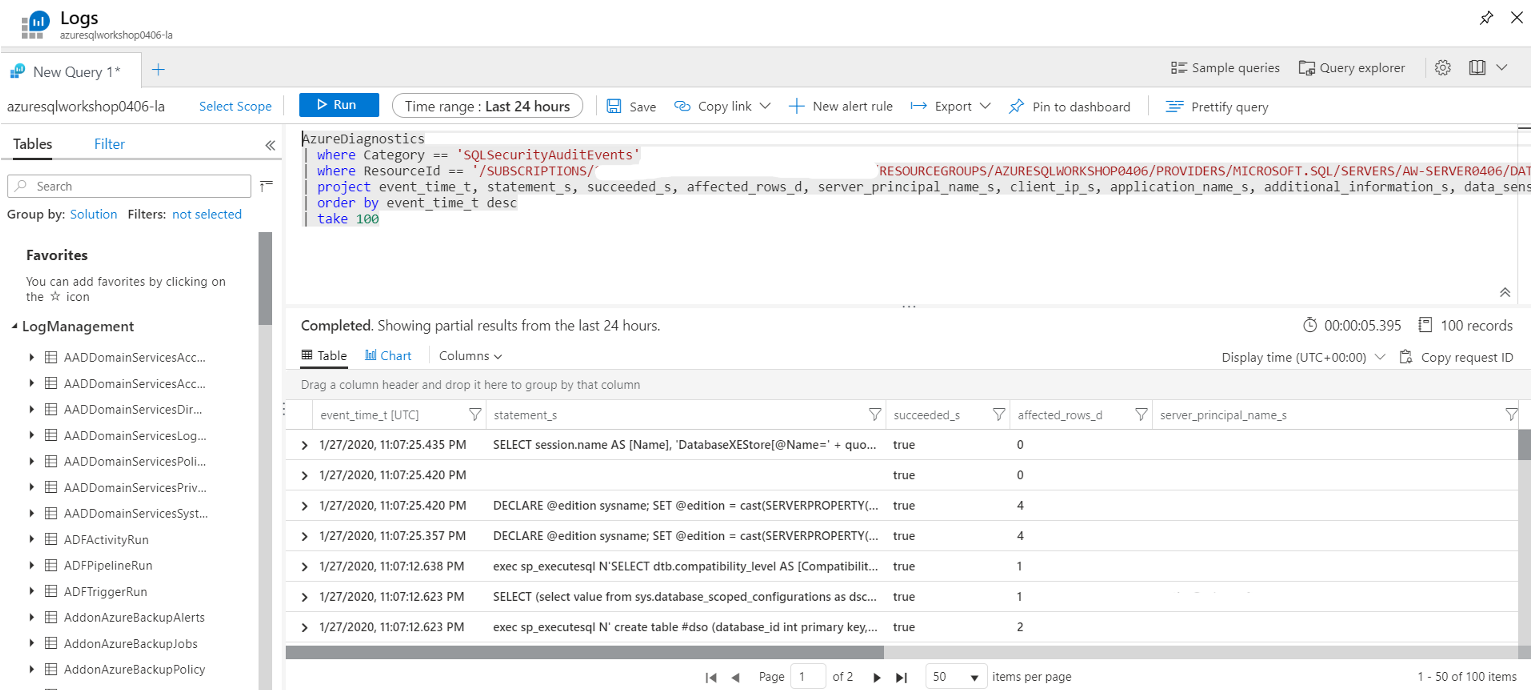 Logs
azuresqlworkshop0406-la
New Query 1*
Sample queries
Query explorer
azuresqlworkshop0406-la
Select Scope
Run
Time range : Last 24 hours
Save
Copy link
New alert rule
Export
Pin to dashboard
Prettify query
Tables
Filter
Search
Group by: Solution Filters: not selected
Favorites
You can add favorites by clicking on
the ☆ icon
LogManagement
AADDomainServicesAcc...
AADDomainServicesAcc...
AADDomainServicesDir...
AADDomainServicesLog...
AADDomainServicesPoli...
AADDomainServicesPriv...
AADDomainServicesSyst...
ADFActivityRun
ADFPipelineRun
ADFTriggerRun
AddonAzureBackupAlerts
AddonAzureBackupJobs
AddonAzureBackupPolicy
AzureDiagnostics
| where Category == 'SQLSecurityAuditEvents'
| where ResourceId == '/SUBSCRIPTIONS/ RESOURCEGROUPS/AZURESQLWORKSHOP0406/PROVIDERS/MICROSOFT.SQL/SERVERS/AW-SERVER0406/DAT
| project event_time_t, statement_s, succeeded_s, affected_rows_d, server_principal_name_s, client_ip_s, application_name_s, additional_information_s, data_sens
| order by event_time_t desc
| take 100
Completed. Showing partial results from the last 24 hours.
00:00:05.395
100 records
Table
Chart
Columns
Display time (UTC+00:00)
Copy request ID
Drag a column header and drop it here to group by that column
event_time_t [UTC] statement_s succeeded_s affected_rows_d server_principal_name_s
1/27/2020, 11:07:25.435 PM SELECT session.name AS [Name], 'DatabaseXEStore[@Name=' + quo... true 0
1/27/2020, 11:07:25.420 PM true 0
1/27/2020, 11:07:25.420 PM DECLARE @edition sysname; SET @edition = cast(SERVERPROPERTY(... true 4
1/27/2020, 11:07:25.357 PM DECLARE @edition sysname; SET @edition = cast(SERVERPROPERTY(... true 4
1/27/2020, 11:07:12.638 PM exec sp_executesql N'SELECT dtb.compatibility_level AS [Compatibilit... true 1
1/27/2020, 11:07:12.623 PM SELECT (select value from sys.database_scoped_configurations as dsc... true 1
1/27/2020, 11:07:12.623 PM exec sp_executesql N' create table #dso (database_id int primary key,... true 2
Page 1 of 2 50 items per page
1 - 50 of 100 items